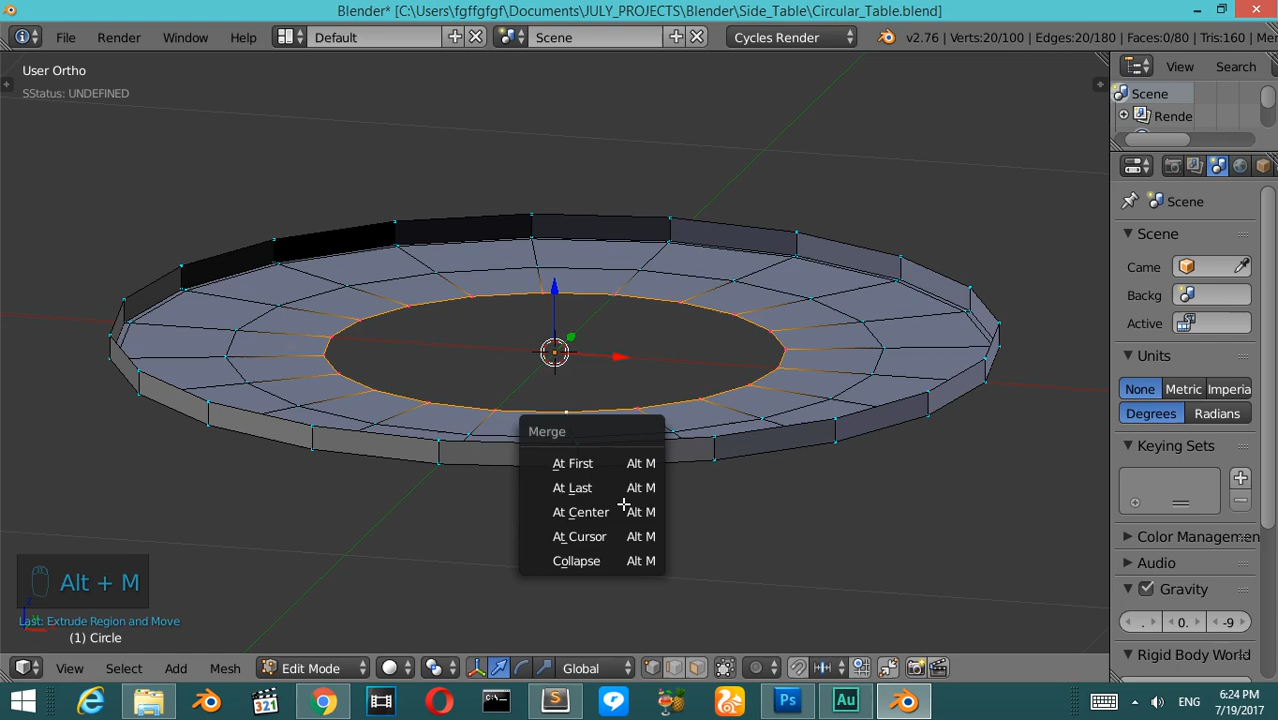 Blender* [C:\Users\fgffgfgf\Documents\JULY_PROJECTS\Blender\Side_Table\Circular_Table.blend]
File Render Window Help Default Scene Cycles Render v2.76 | Verts:20/100 | Edges:20/180 | Faces:0/80 | Tris:160 |
User Ortho
SStatus: UNDEFINED
View Search
Scene
Rende
Scene
Scene
Came
Backg
Active
Units
None Metric Imperia
Degrees Radians
Keying Sets
Color Managemen
Audio
Gravity
. 0. -9
Rigid Body World
Merge
At First Alt M
At Last Alt M
At Center Alt M
At Cursor Alt M
Collapse Alt M
Alt + M
Last: Extrude Region and Move
(1) Circle
View Select Add Mesh Edit Mode Global
321 Ps Au ENG
6:24 PM
7/19/2017